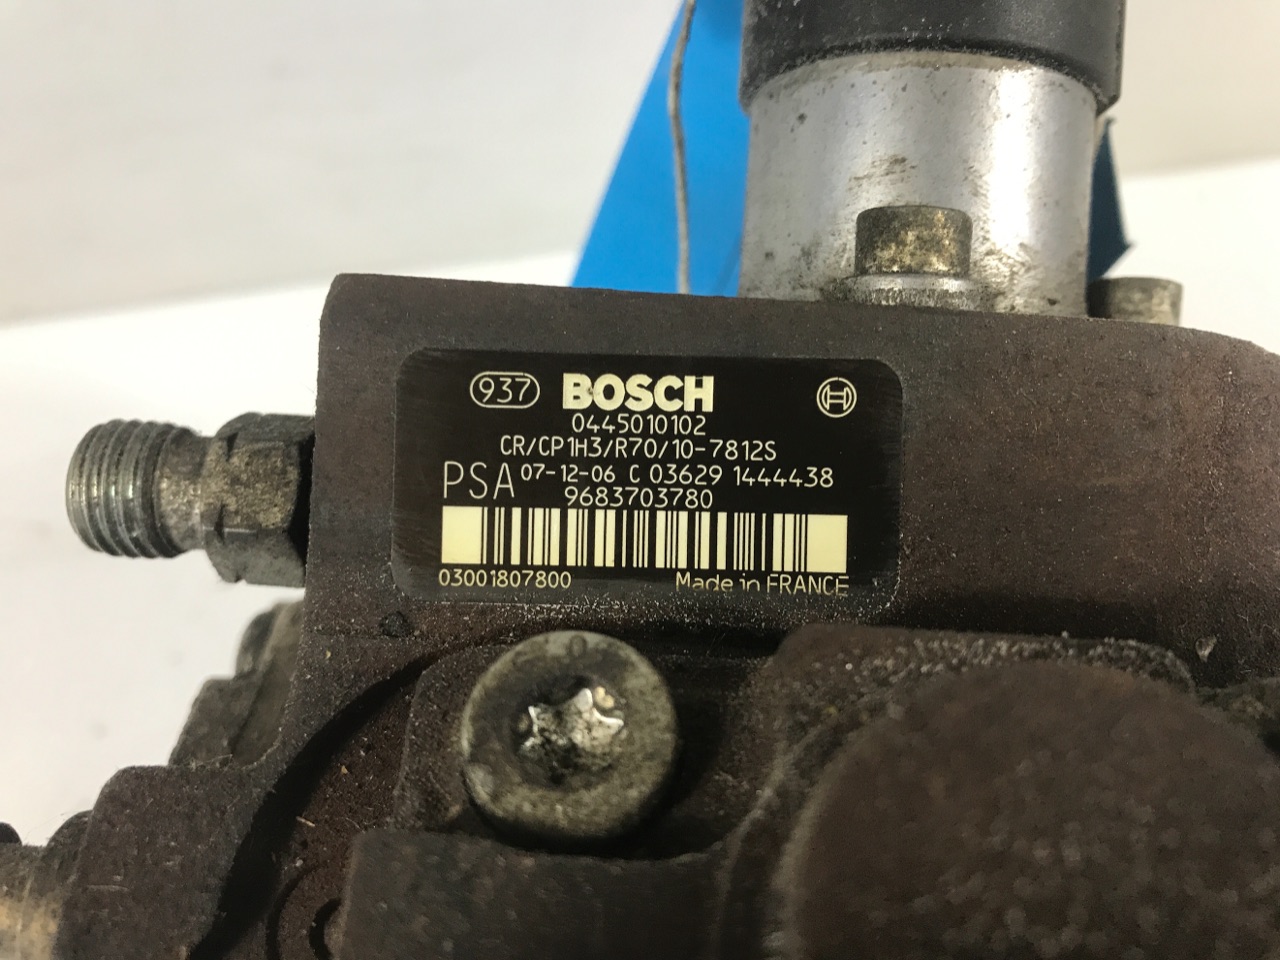 937 BOSCH
0445010102
CR/CP1H3/R70/10-7812S
PSA 07-12-06 C 03629 1444438
9683703780
03001807800 Made in FRANCE